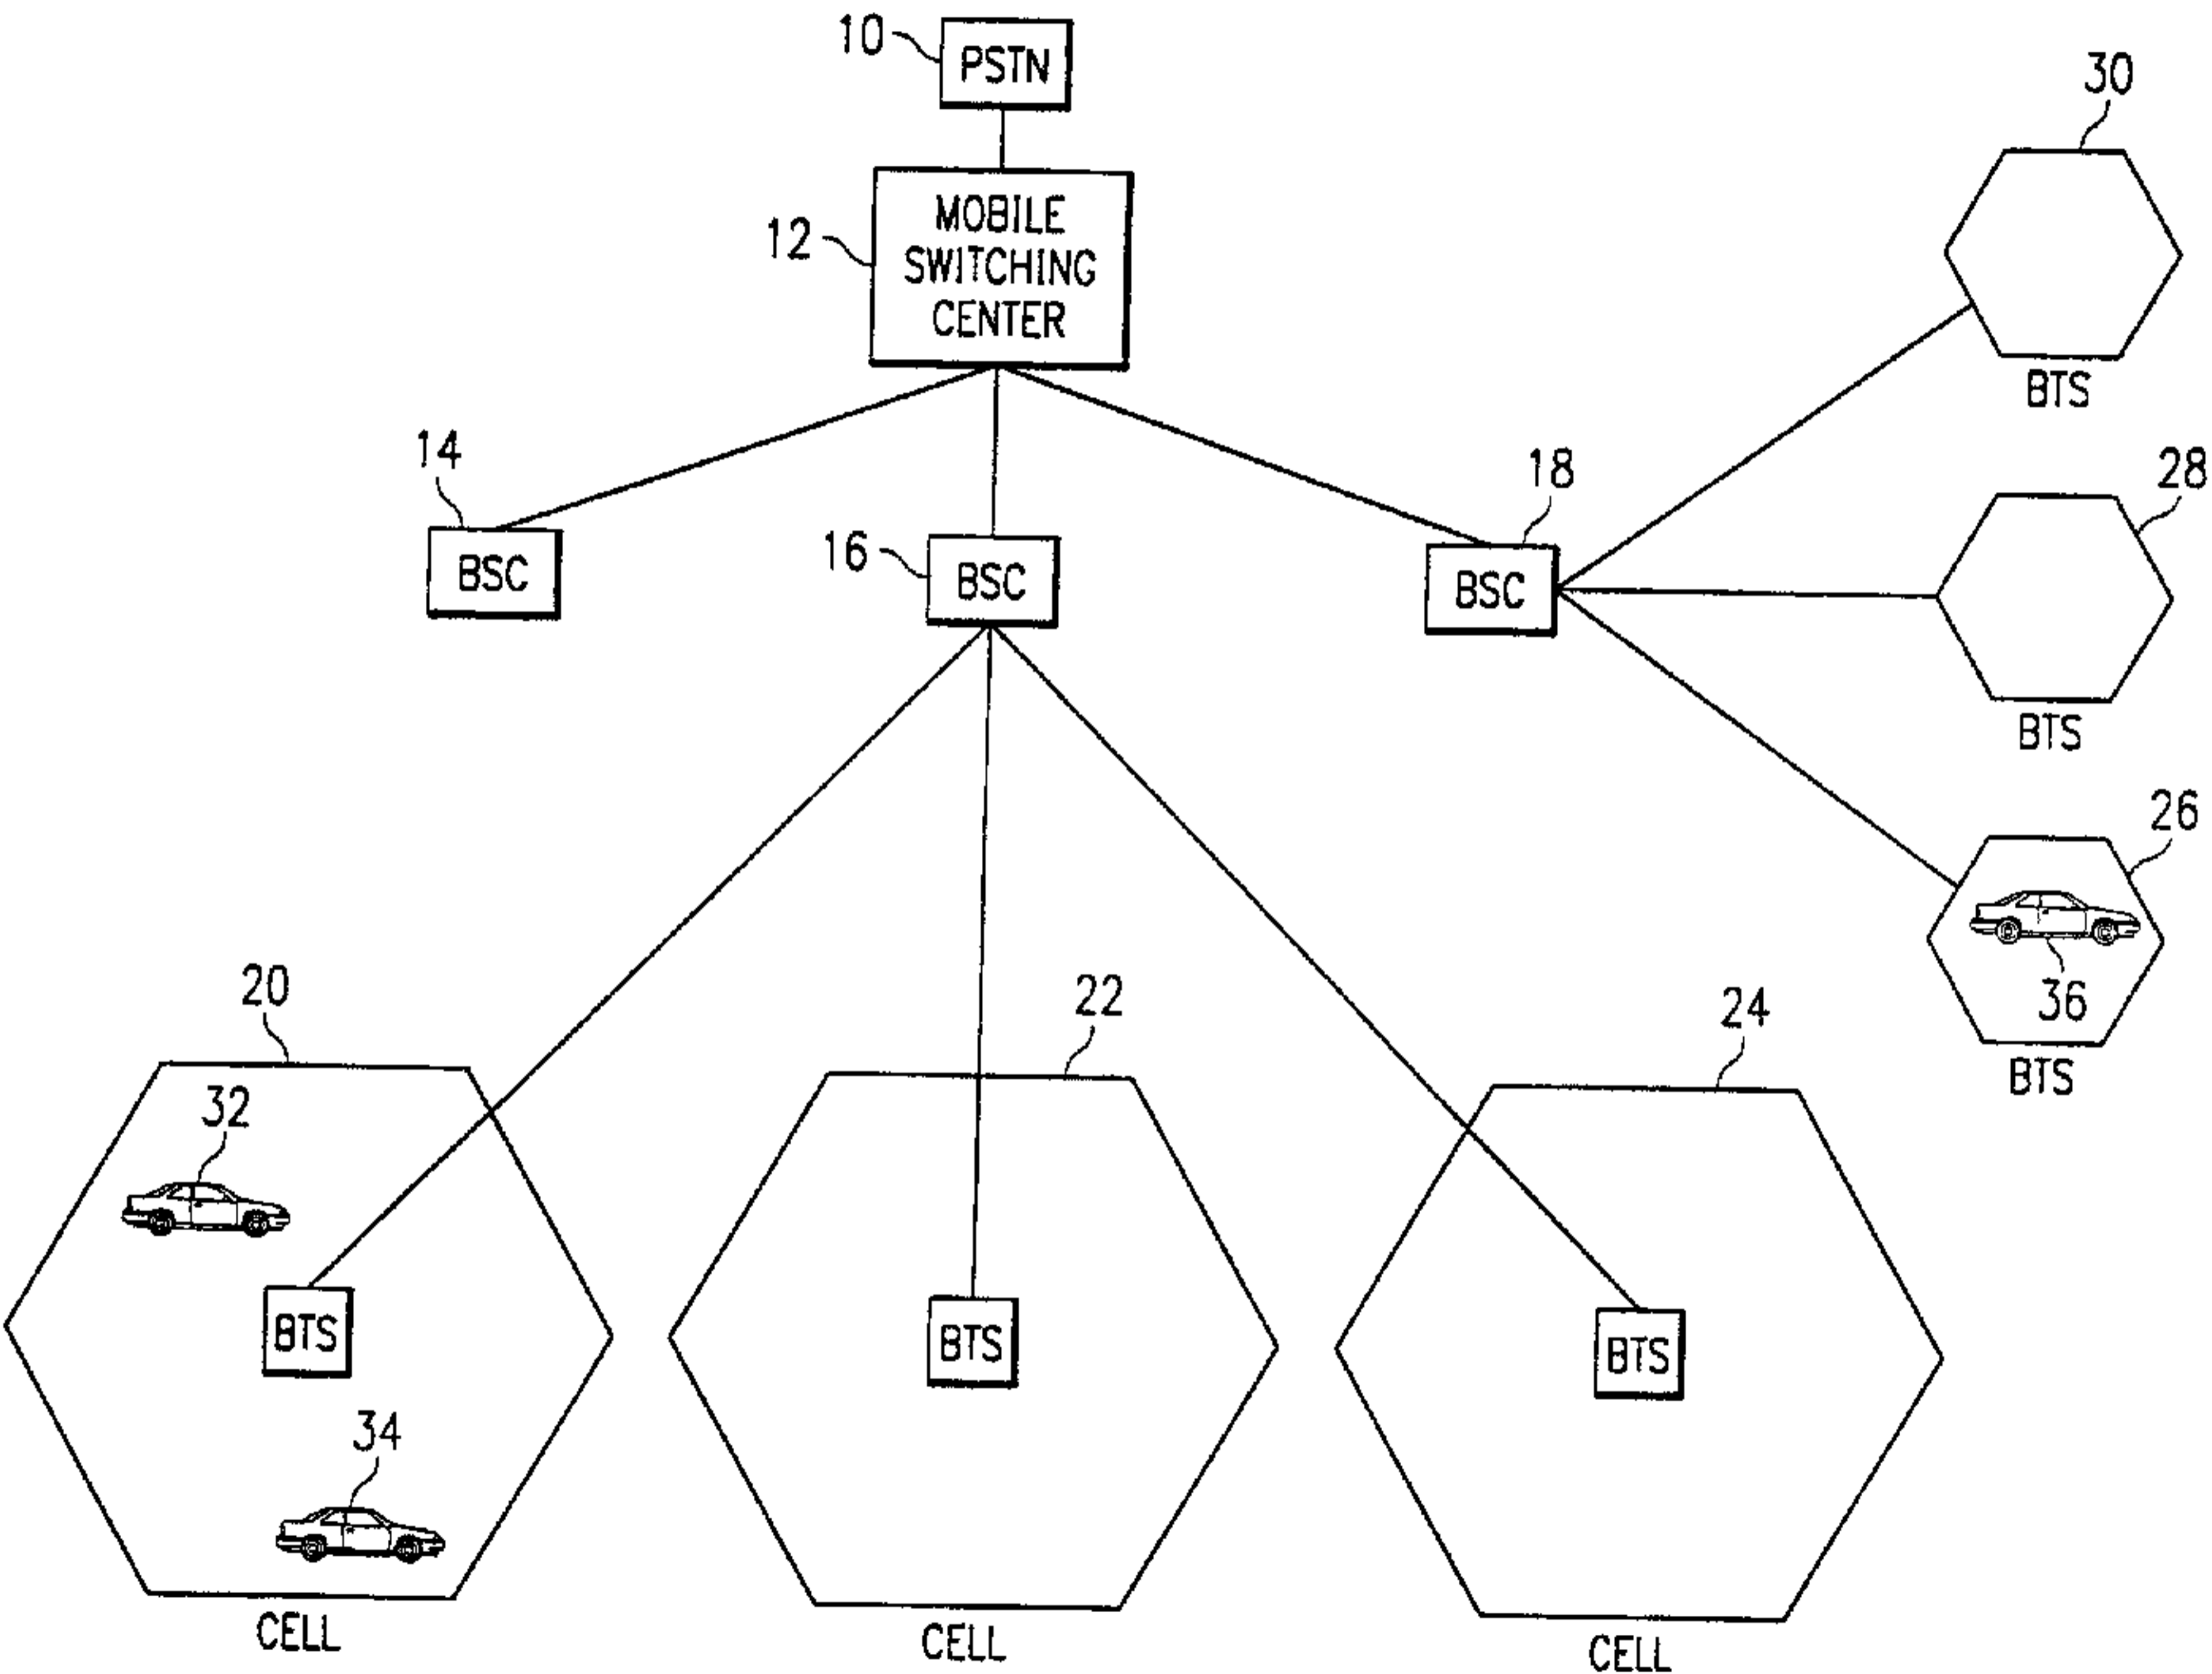 10
PSTN
30
12
MOBILE
SWITCHING
CENTER
BTS
14
18
28
16
BSC
BSC
BSC
BTS
26
36
20
22
24
BTS
32
BTS
BTS
BTS
34
CELL
CELL
CELL